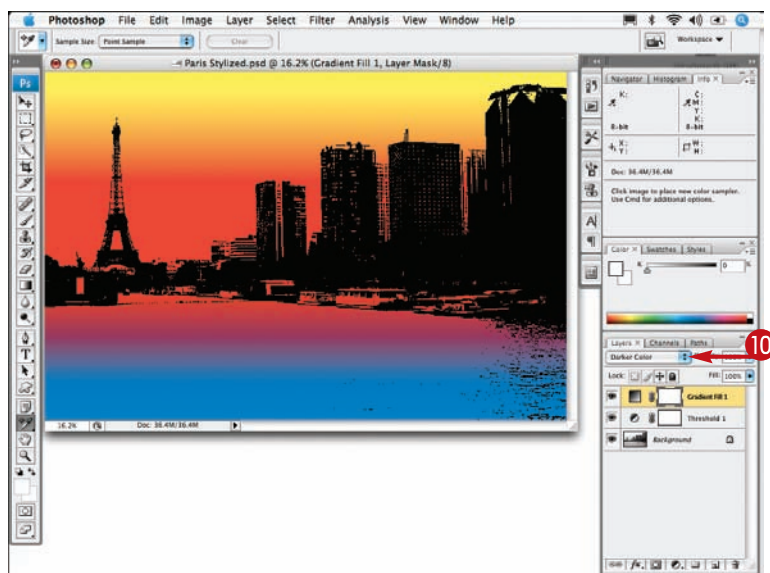 Photoshop File Edit Image Layer Select Filter Analysis View Window Help
Sample Size: Point Sample Clear Workspace
Paris Stylized.psd @ 16.2% (Gradient Fill 1, Layer Mask/8)
Ps
Navigator Histogram Info
K: C:
M:
Y:
K:
8-bit 8-bit
X: W:
Y: H:
Doc: 36.4M/36.4M
Click image to place new color sampler.
Use Cmd for additional options.
A
Color Swatches Styles
K 0 %
Layers Channels Paths
10
Darker Color
Lock: Fill: 100%
Gradient Fill 1
Threshold 1
Background
T
16.2% Doc: 36.4M/36.4M
fx